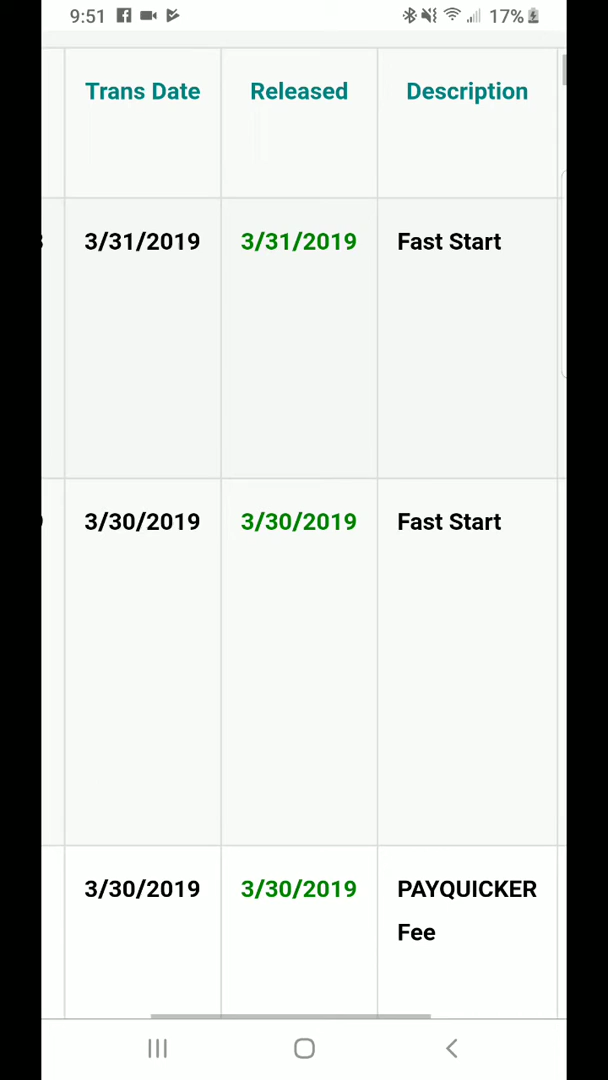 9:51 17%
Trans Date Released Description
3/31/2019 3/31/2019 Fast Start
3/30/2019 3/30/2019 Fast Start
3/30/2019 3/30/2019 PAYQUICKER
Fee